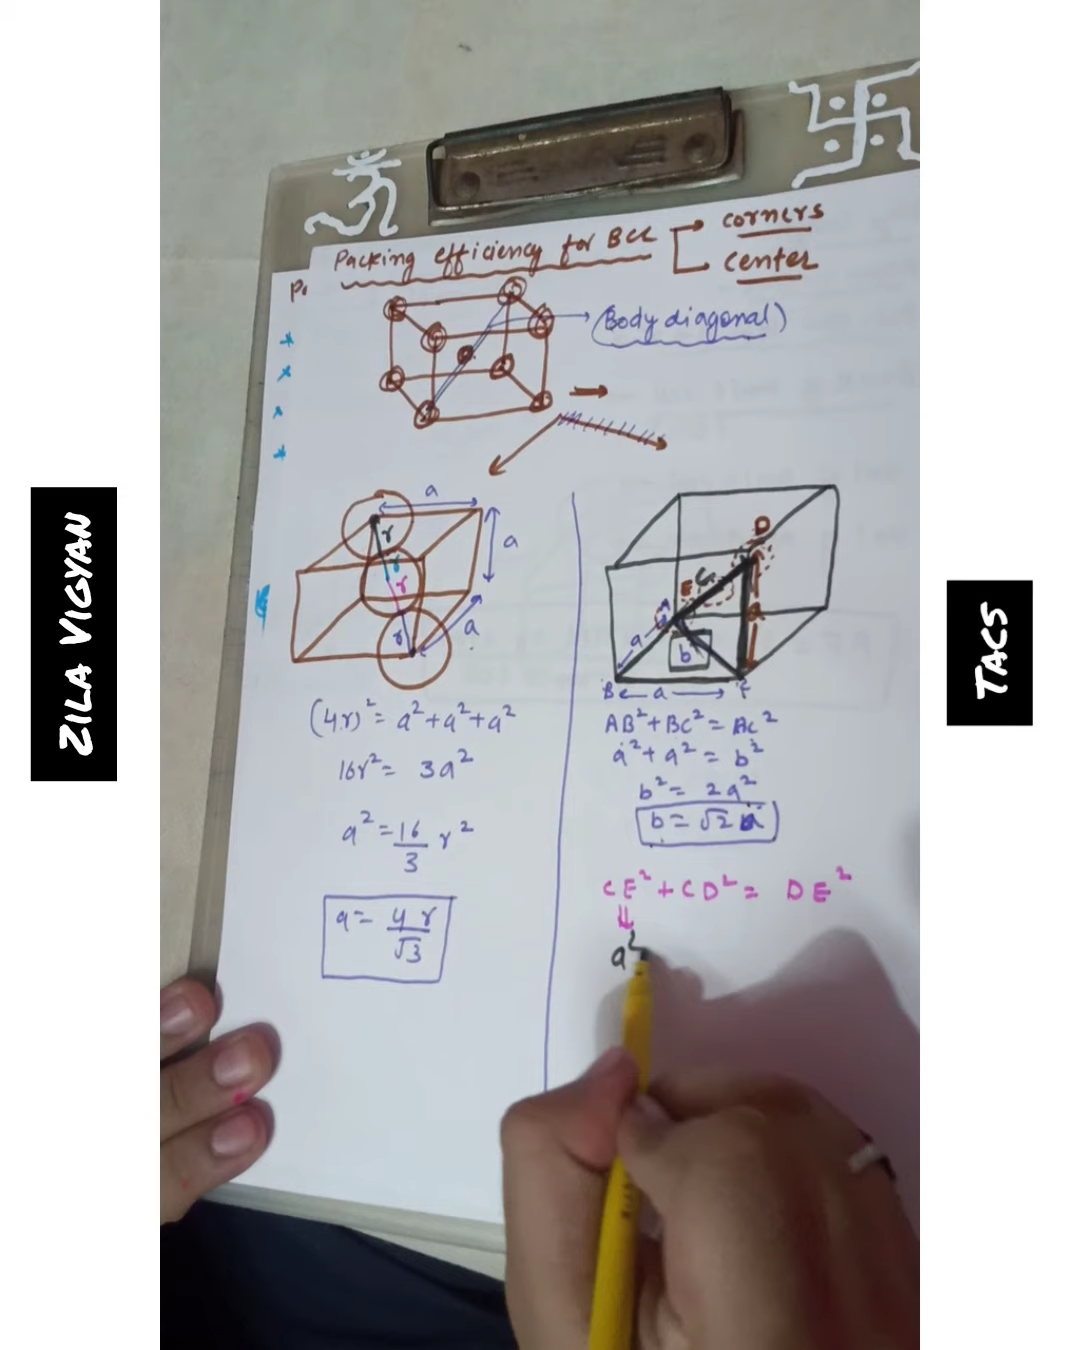 ZILA VIGYAN
TACS
ॐ
Packing efficiency for BCC
corners
center
P.
(Body diagonal)
a
r
r
r
r
a
a
D
E C
a
a
b
B a F
(4r)² = a² + a² + a²
16r² = 3a²
a² = 16/3 r²
a = 4r/√3
AB² + BC² = AC²
a² + a² = b²
b² = 2a²
b = √2 a
CE² + CD² = DE²
a²